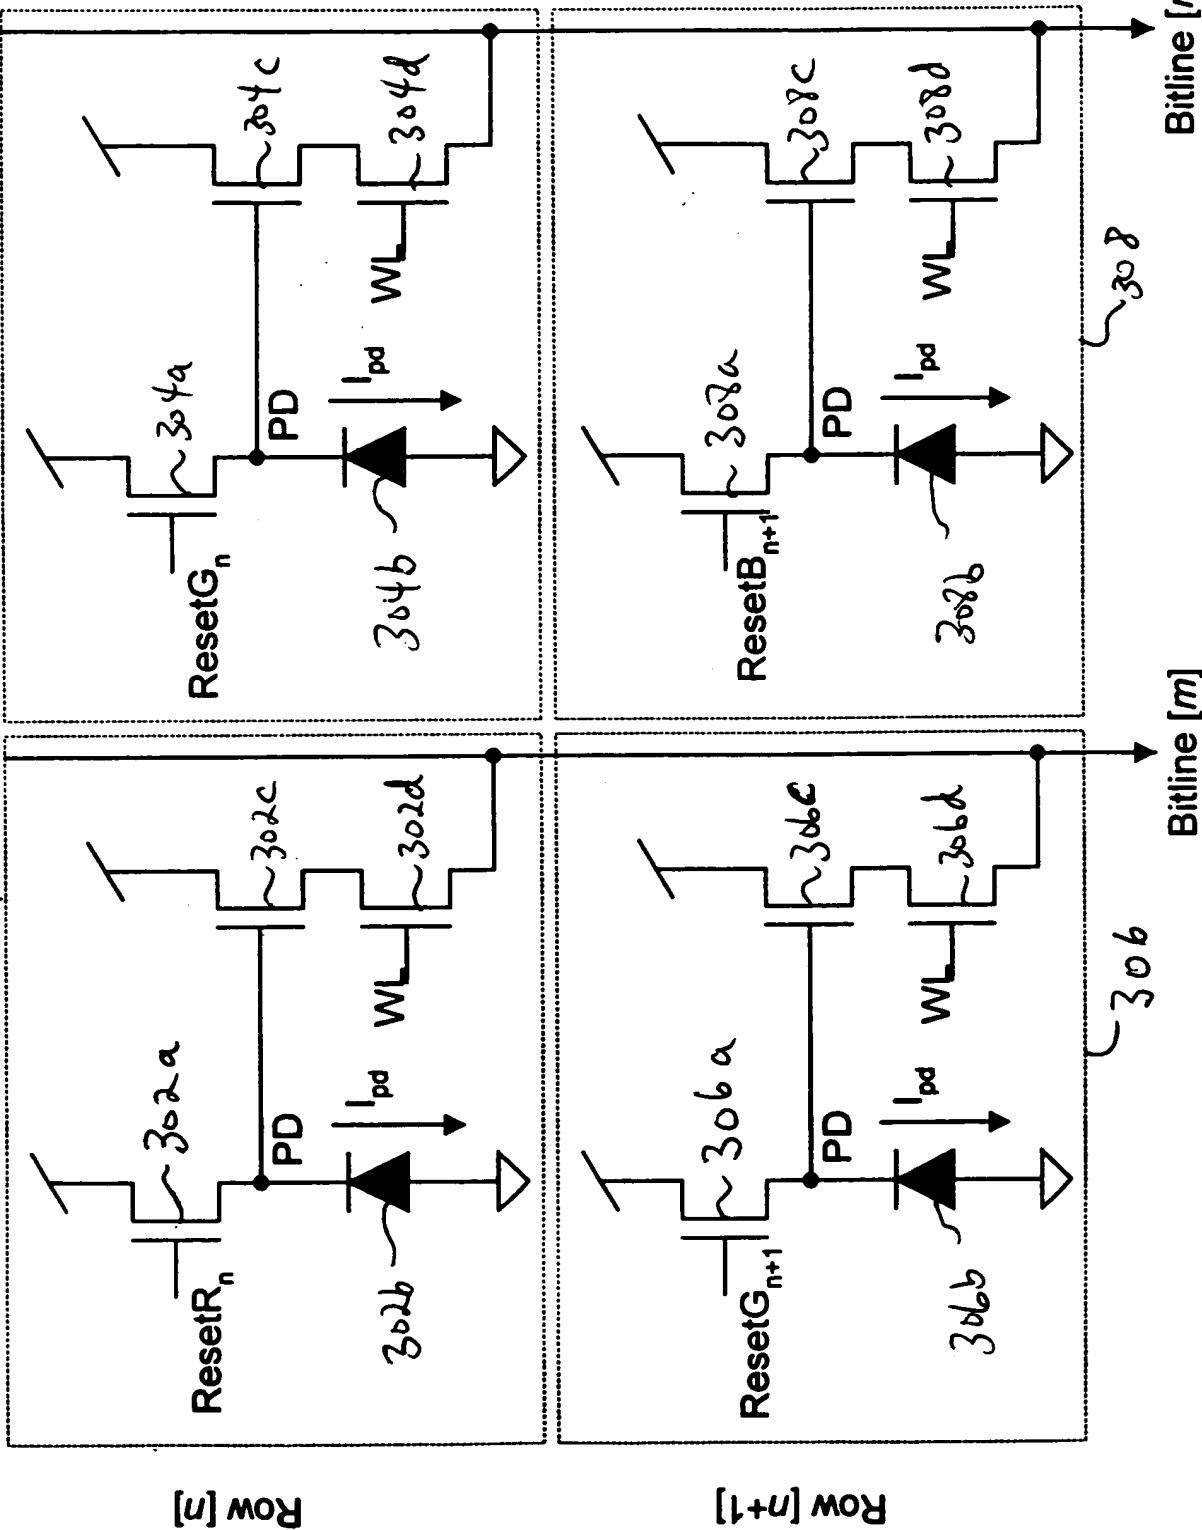 Row [n]
ResetR_n
302a
302b
PD
I_pd
302c
WL
302d
ResetG_n
304a
304b
PD
I_pd
304c
WL
304d
Row [n+1]
ResetG_n+1
306a
306b
PD
I_pd
306c
WL
306d
306
ResetB_n+1
308a
308b
PD
I_pd
308c
WL
308d
308
Bitline [m]
Bitline